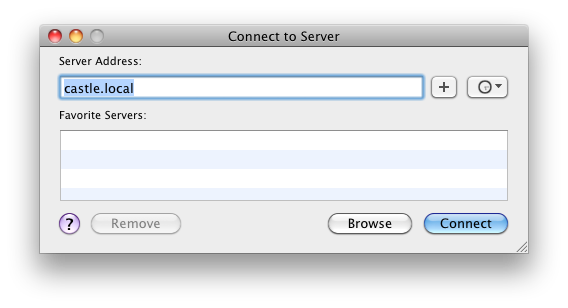 Connect to Server
Server Address:
castle.local
Favorite Servers:
? Remove Browse Connect